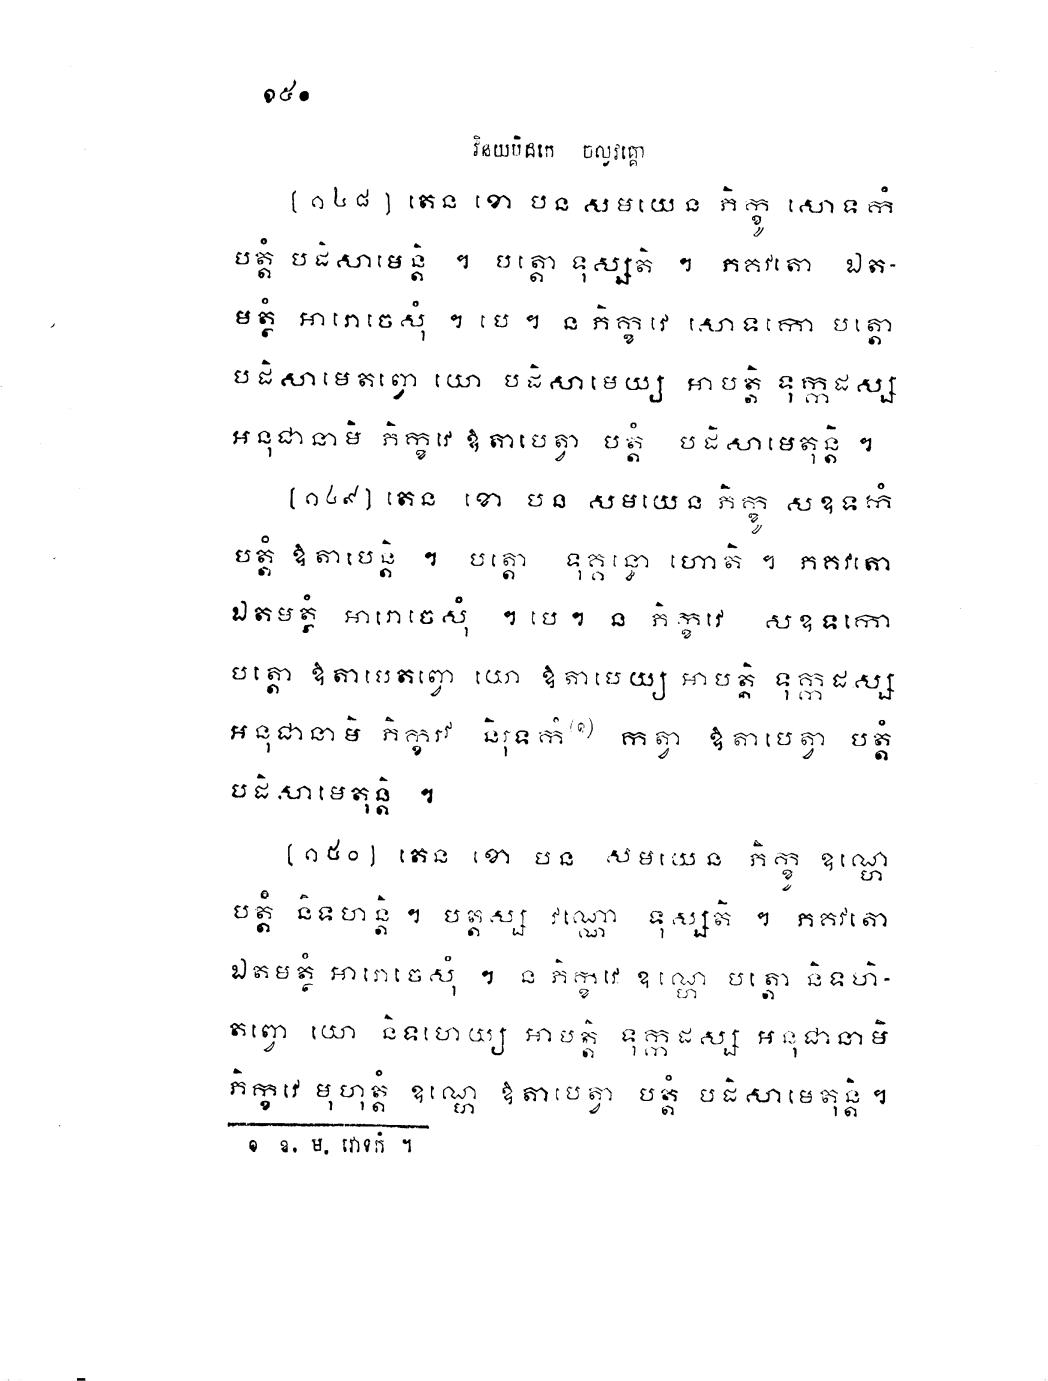 ១៥០
វិនយបិដកេ ចលូវគ្គោ
[១៤៨] តេន ខោ បន សមយេន ភិក្ខូ សោទកំ
បត្តំ បដិសាមេន្តិ ។ បត្តោ ទុស្សតិ ។ ភគវតោ ឯត-
មត្ថំ អារោចេសុំ ។ បេ ។ ន ភិក្ខវេ សោទកោ បត្តោ
បដិសាមេតព្វោ យោ បដិសាមេយ្យ អាបត្តិ ទុក្កដស្ស
អនុជានាមិ ភិក្ខវេ ឱតាបេត្វា បត្តំ បដិសាមេតុន្តិ ។
[១៤៩] តេន ខោ បន សមយេន ភិក្ខូ សឧទកំ
បត្តំ ឱតាបេន្តិ ។ បត្តោ ទុគ្គន្ធោ ហោតិ ។ ភគវតោ
ឯតមត្ថំ អារោចេសុំ ។ បេ ។ ន ភិក្ខវេ សឧទកោ
បត្តោ ឱតាបេតព្វោ យោ ឱតាបេយ្យ អាបត្តិ ទុក្កដស្ស
អនុជានាមិ ភិក្ខវេ និរុទកំ(១) កត្វា ឱតាបេត្វា បត្តំ
បដិសាមេតុន្តិ ។
[១៥០] តេន ខោ បន សមយេន ភិក្ខូ ឧណ្ហេ
បត្តំ និទហន្តិ ។ បត្តស្ស វណ្ណោ ទុស្សតិ ។ ភគវតោ
ឯតមត្ថំ អារោចេសុំ ។ ន ភិក្ខវេ ឧណ្ហេ បត្តោ និទហិ-
តព្វោ យោ និទហេយ្យ អាបត្តិ ទុក្កដស្ស អនុជានាមិ
ភិក្ខវេ មុហុត្តំ ឧណ្ហេ ឱតាបេត្វា បត្តំ បដិសាមេតុន្តិ ។
១ ឧ. ម. វោទកំ ។